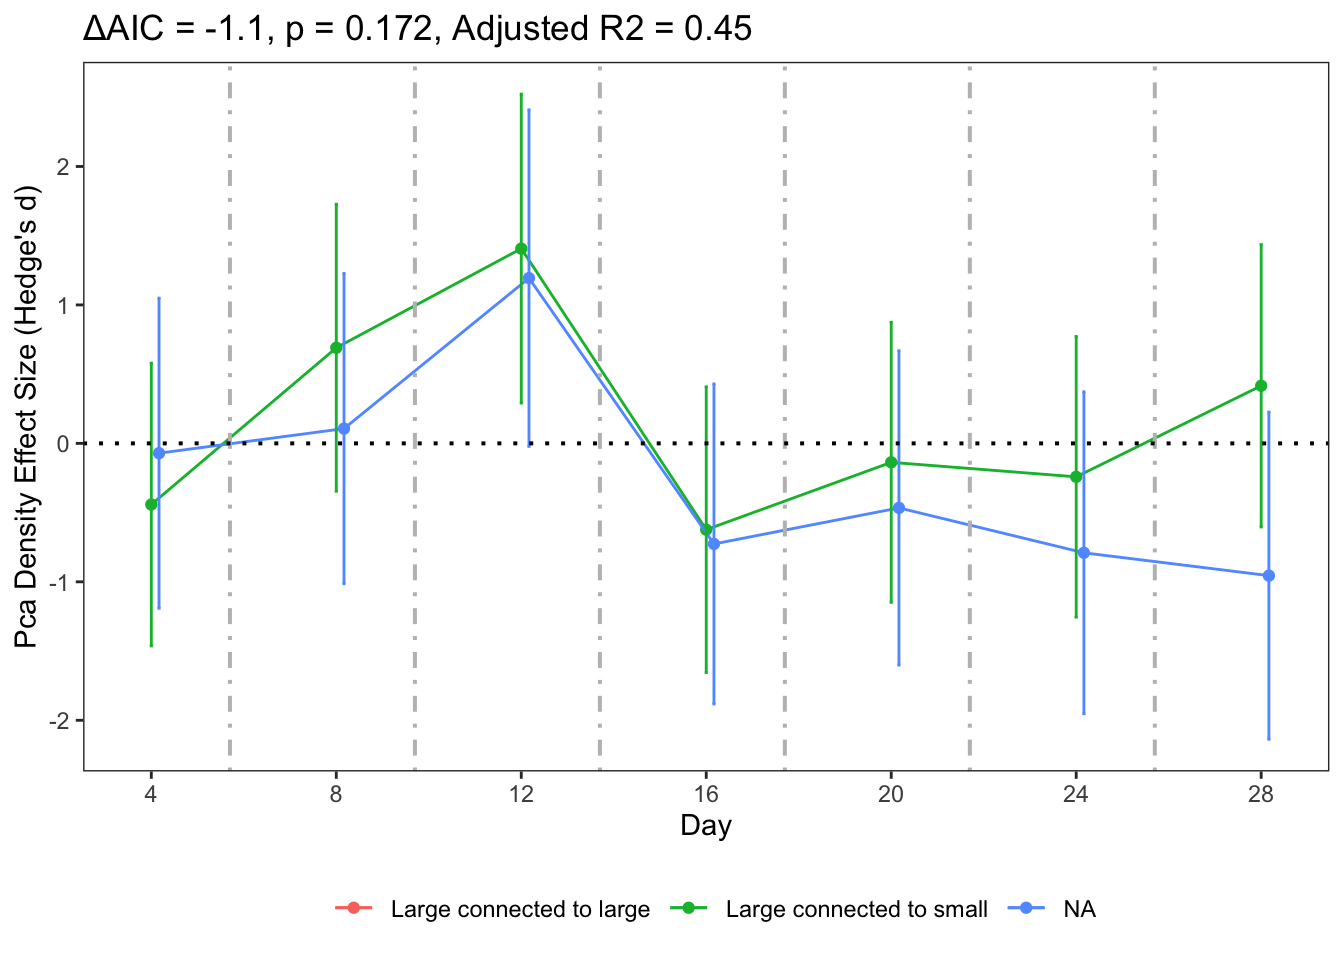 ΔAIC = -1.1, p = 0.172, Adjusted R2 = 0.45
Pca Density Effect Size (Hedge's d)
2
1
0
-1
-2
4 8 12 16 20 24 28
Day
Large connected to large Large connected to small NA